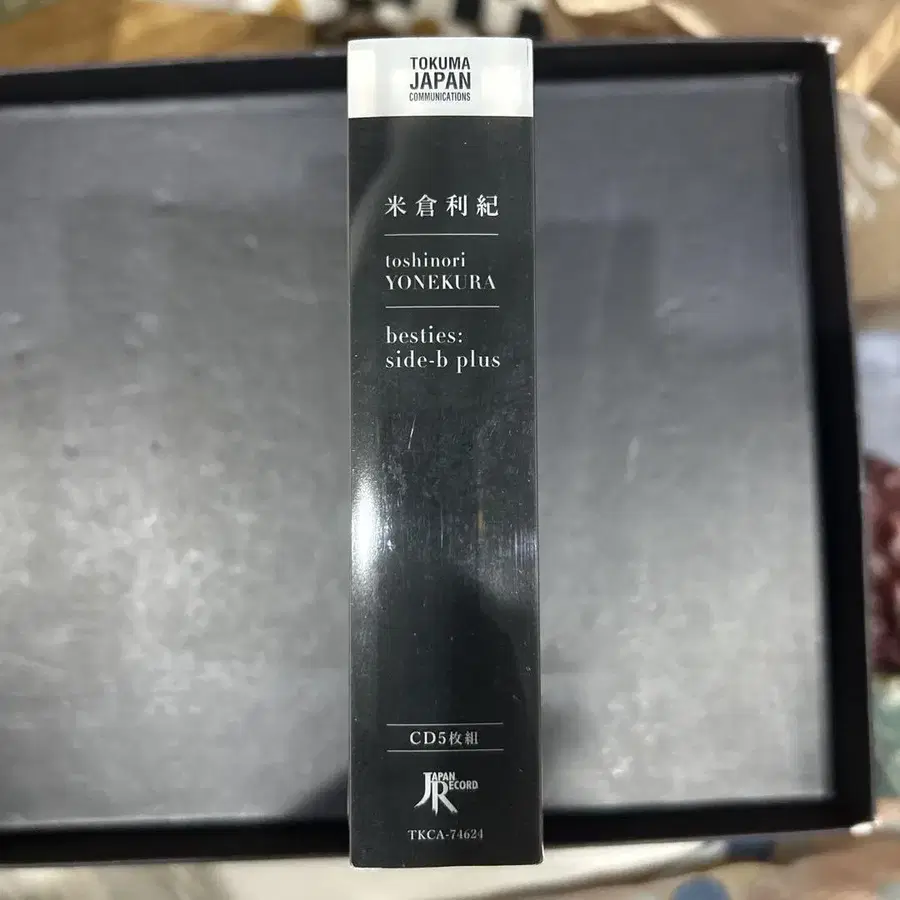 TOKUMA
JAPAN
COMMUNICATIONS
米倉利紀
toshinori
YONEKURA
besties:
side-b plus
CD5枚組
JAPAN
RECORD
TKCA-74624